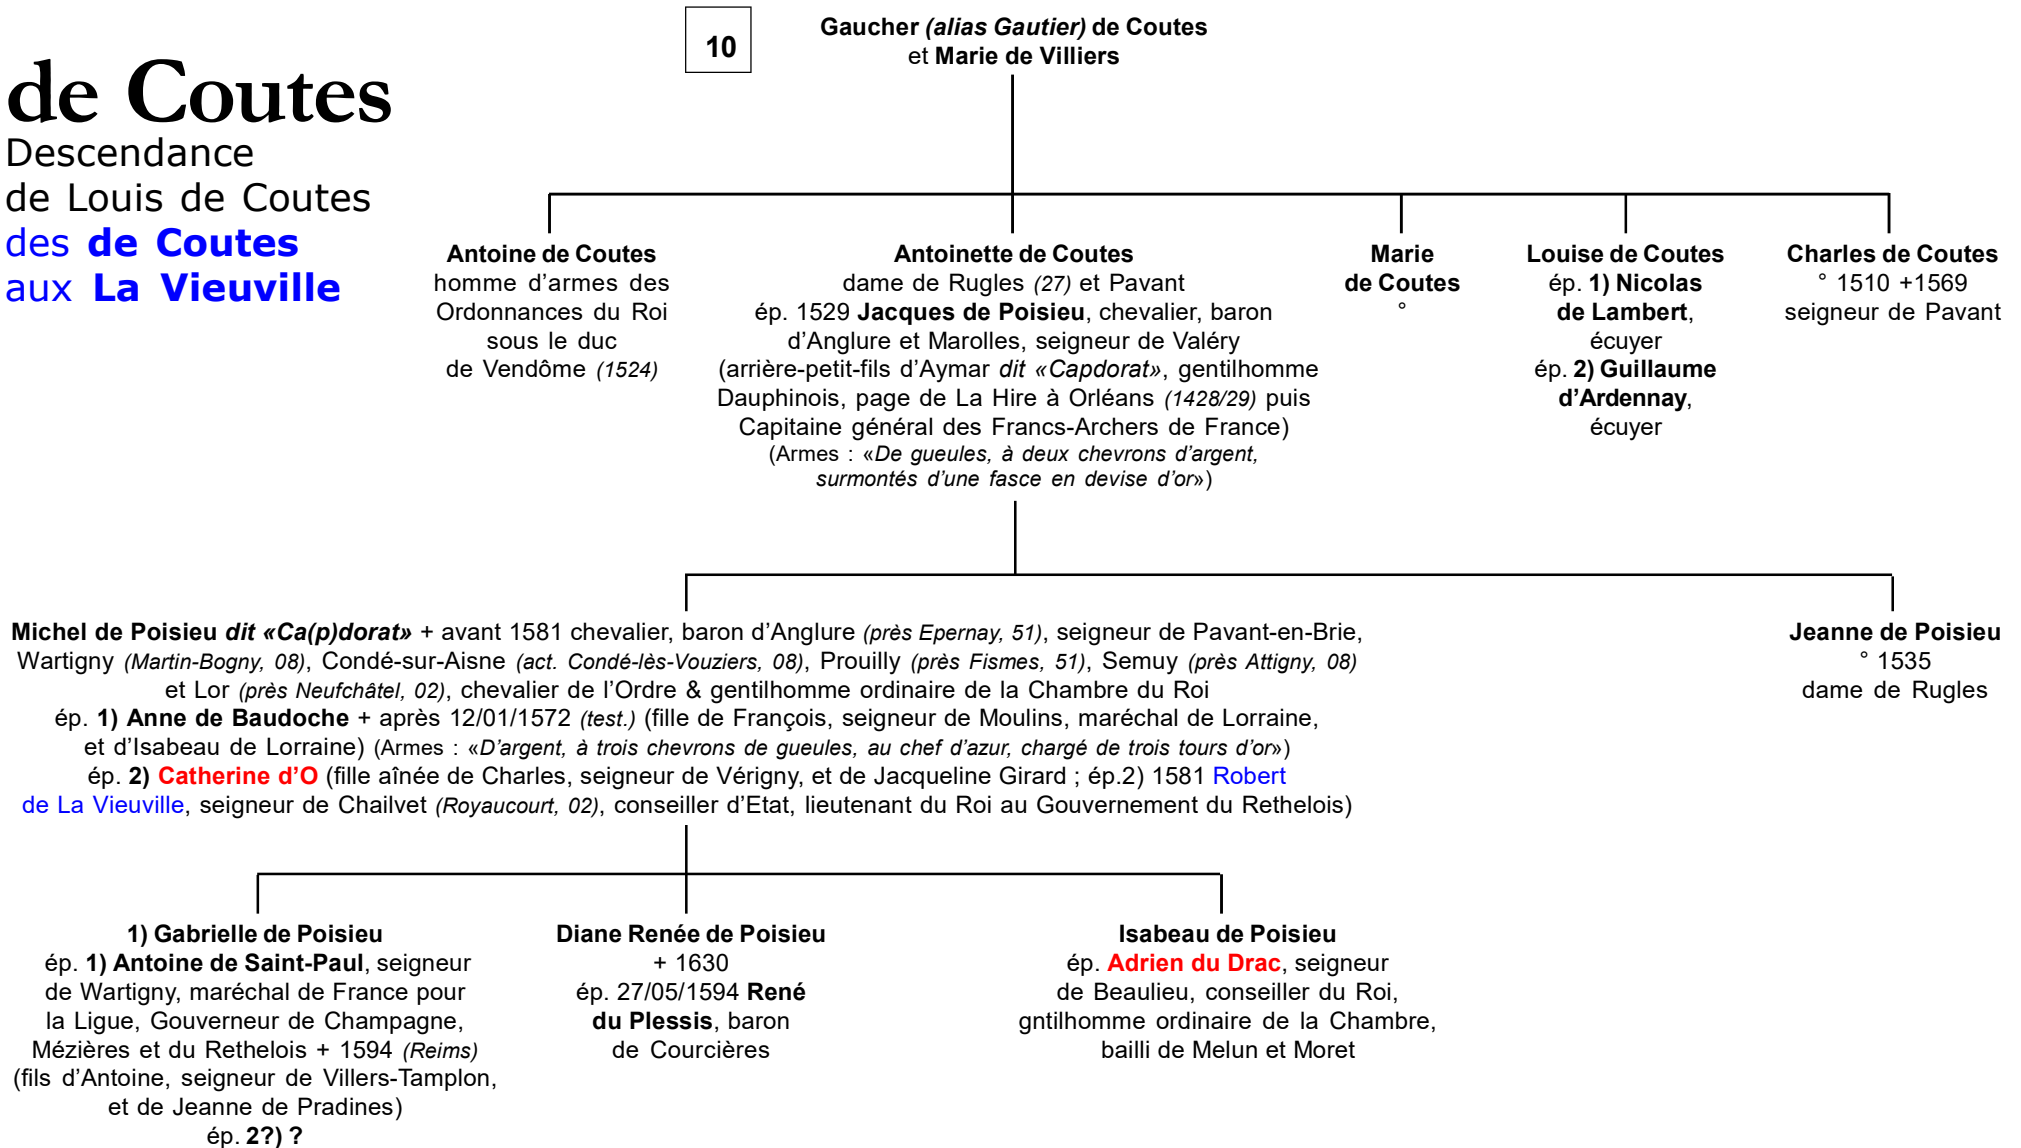 10
Gaucher (alias Gautier) de Coutes
et Marie de Villiers
de Coutes
Descendance
de Louis de Coutes
des de Coutes
aux La Vieuville
Antoine de Coutes
homme d'armes des
Ordonnances du Roi
sous le duc
de Vendôme (1524)
Antoinette de Coutes
dame de Rugles (27) et Pavant
ép. 1529 Jacques de Poisieu, chevalier, baron
d'Anglure et Marolles, seigneur de Valéry
(arrière-petit-fils d'Aymar dit «Capdorat», gentilhomme
Dauphinois, page de La Hire à Orléans (1428/29) puis
Capitaine général des Francs-Archers de France)
(Armes : «De gueules, à deux chevrons d'argent,
surmontés d'une fasce en devise d'or»)
Marie
de Coutes
°
Louise de Coutes
ép. 1) Nicolas
de Lambert,
écuyer
ép. 2) Guillaume
d'Ardennay,
écuyer
Charles de Coutes
° 1510 +1569
seigneur de Pavant
Michel de Poisieu dit «Ca(p)dorat» + avant 1581 chevalier, baron d'Anglure (près Epernay, 51), seigneur de Pavant-en-Brie,
Wartigny (Martin-Bogny, 08), Condé-sur-Aisne (act. Condé-lès-Vouziers, 08), Prouilly (près Fismes, 51), Semuy (près Attigny, 08)
et Lor (près Neufchâtel, 02), chevalier de l'Ordre & gentilhomme ordinaire de la Chambre du Roi
ép. 1) Anne de Baudoche + après 12/01/1572 (test.) (fille de François, seigneur de Moulins, maréchal de Lorraine,
et d'Isabeau de Lorraine) (Armes : «D'argent, à trois chevrons de gueules, au chef d'azur, chargé de trois tours d'or»)
ép. 2) Catherine d'O (fille aînée de Charles, seigneur de Vérigny, et de Jacqueline Girard ; ép.2) 1581 Robert
de La Vieuville, seigneur de Chailvet (Royaucourt, 02), conseiller d'Etat, lieutenant du Roi au Gouvernement du Rethelois)
Jeanne de Poisieu
° 1535
dame de Rugles
1) Gabrielle de Poisieu
ép. 1) Antoine de Saint-Paul, seigneur
de Wartigny, maréchal de France pour
la Ligue, Gouverneur de Champagne,
Mézières et du Rethelois + 1594 (Reims)
(fils d'Antoine, seigneur de Villers-Tamplon,
et de Jeanne de Pradines)
ép. 2?) ?
Diane Renée de Poisieu
+ 1630
ép. 27/05/1594 René
du Plessis, baron
de Courcières
Isabeau de Poisieu
ép. Adrien du Drac, seigneur
de Beaulieu, conseiller du Roi,
gntilhomme ordinaire de la Chambre,
bailli de Melun et Moret